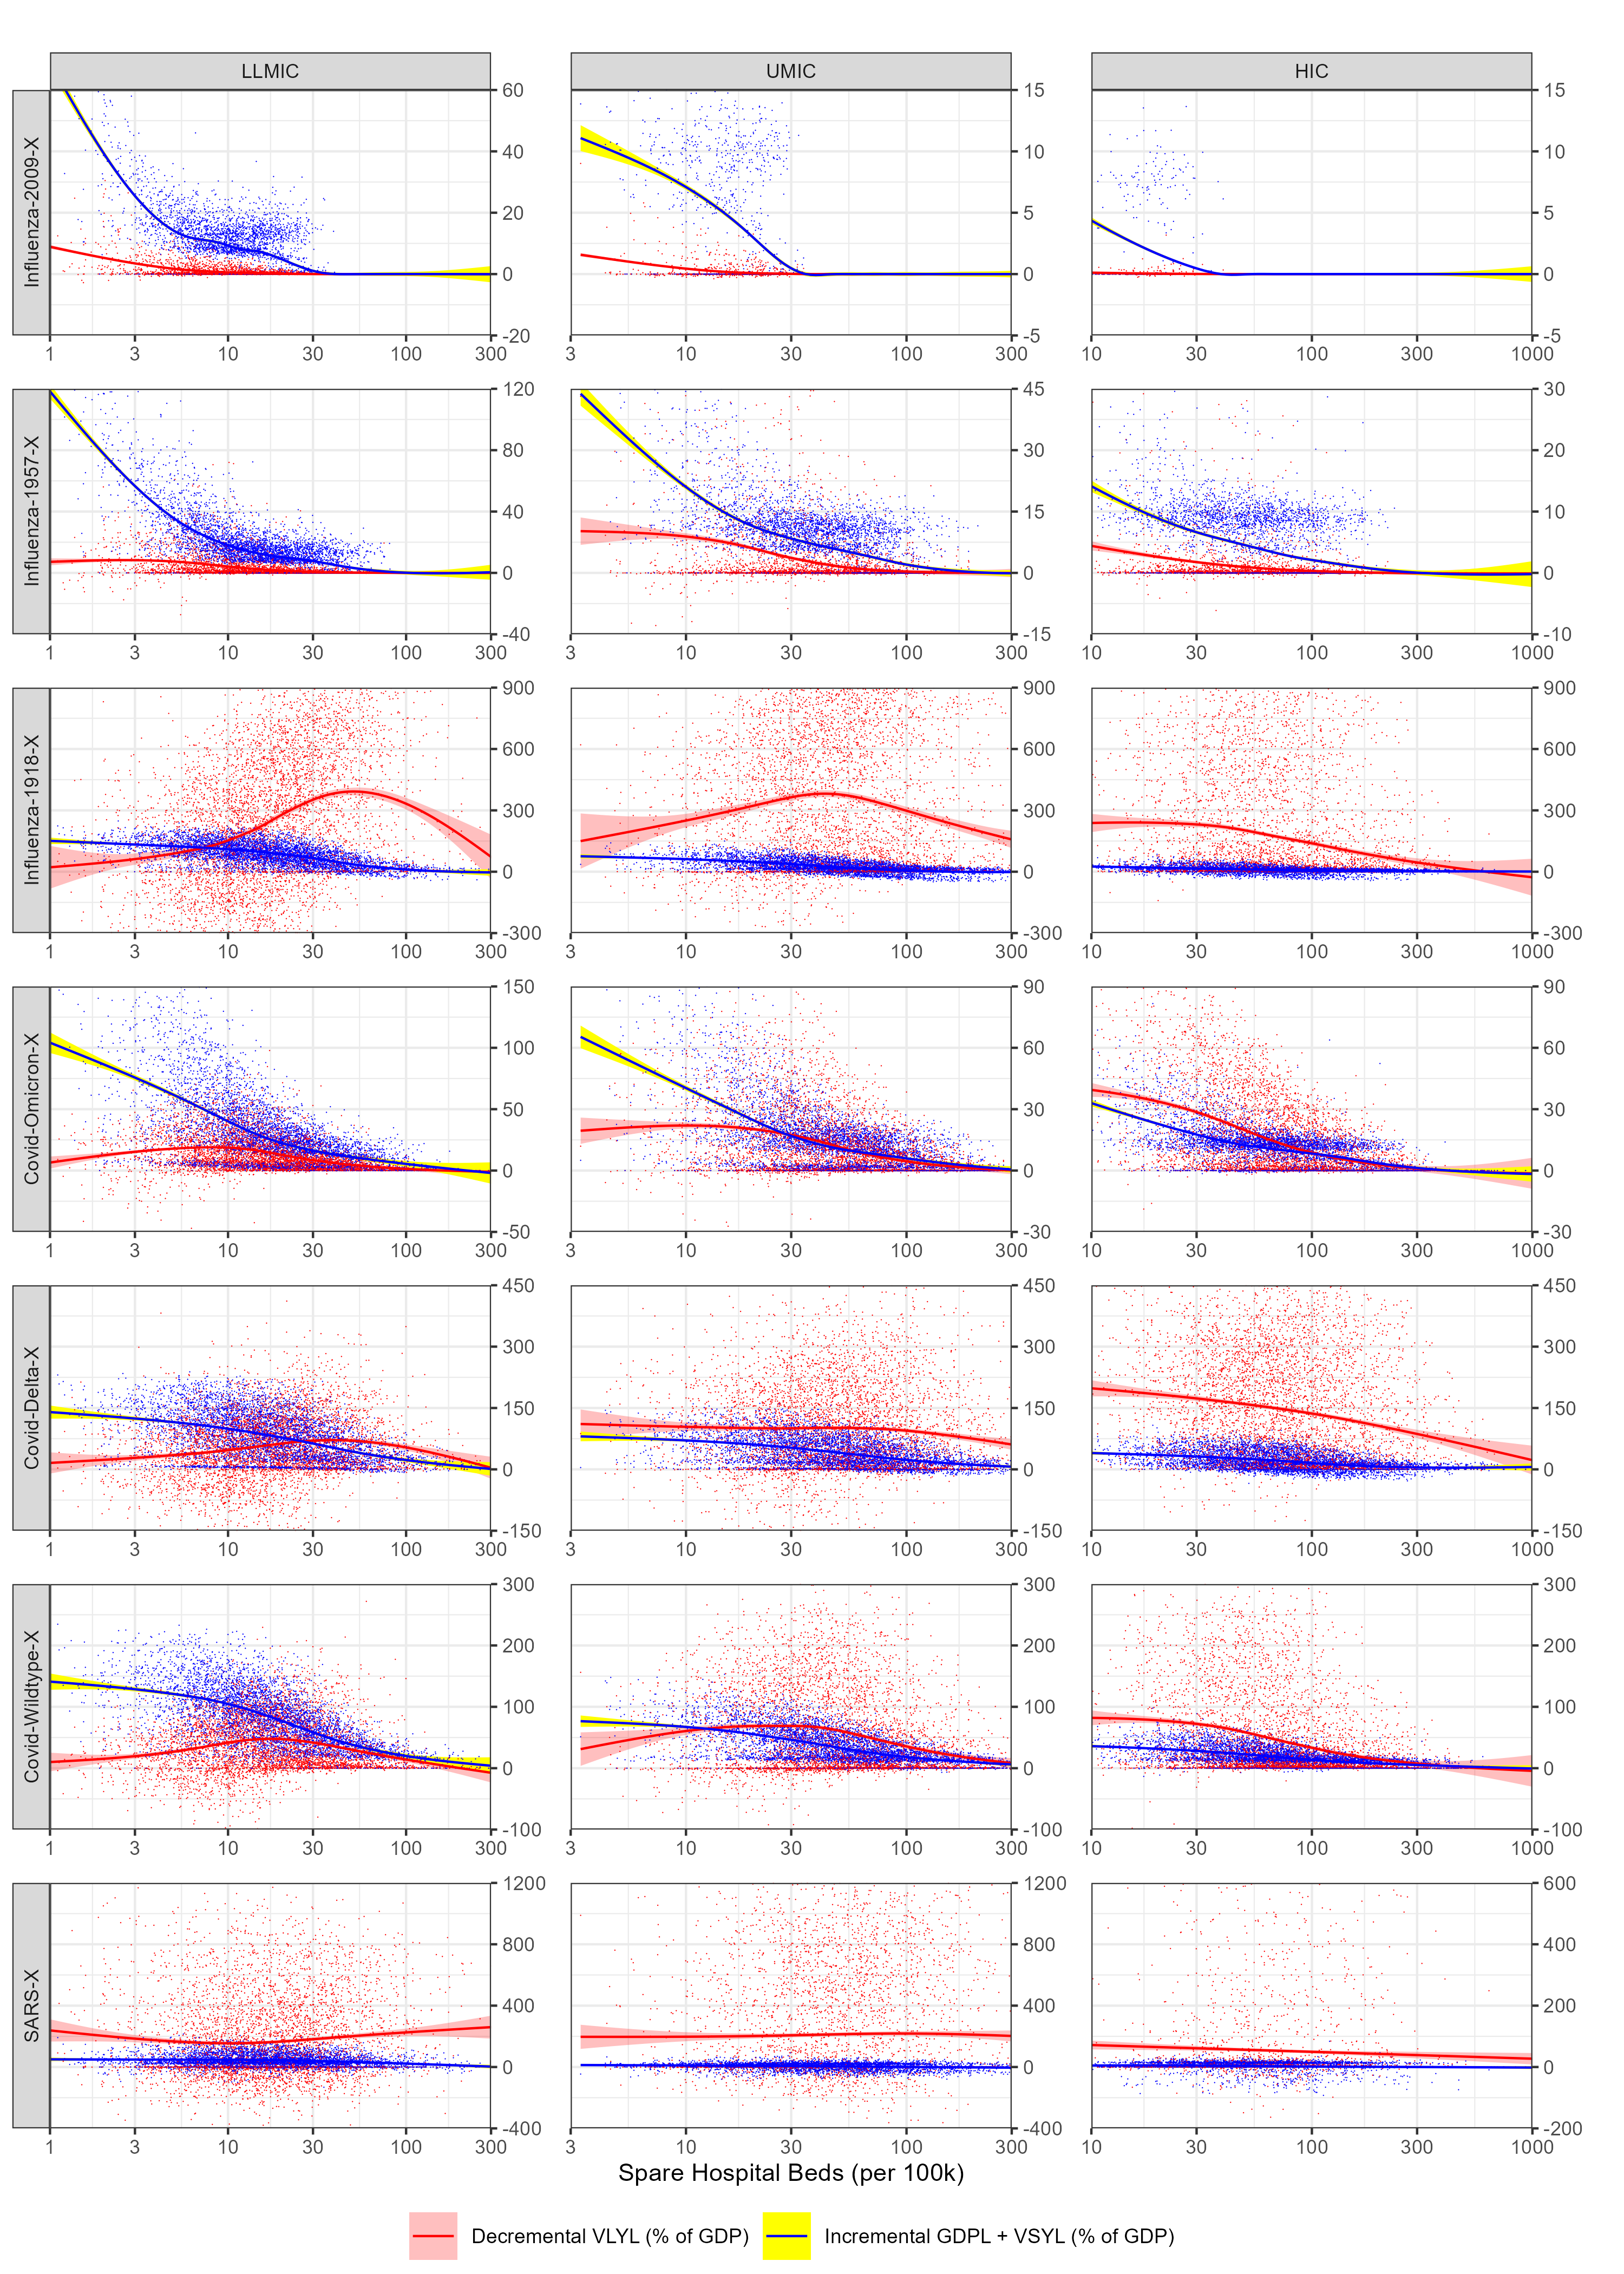 LLMIC UMIC HIC
Influenza-2009-X
60 40 20 0 -20
15 10 5 0 -5
15 10 5 0 -5
1 3 10 30 100 300
3 10 30 100 300
10 30 100 300 1000
Influenza-1957-X
120 80 40 0 -40
45 30 15 0 -15
30 20 10 0 -10
1 3 10 30 100 300
3 10 30 100 300
10 30 100 300 1000
Influenza-1918-X
900 600 300 0 -300
900 600 300 0 -300
900 600 300 0 -300
1 3 10 30 100 300
3 10 30 100 300
10 30 100 300 1000
Covid-Omicron-X
150 100 50 0 -50
90 60 30 0 -30
90 60 30 0 -30
1 3 10 30 100 300
3 10 30 100 300
10 30 100 300 1000
Covid-Delta-X
450 300 150 0 -150
450 300 150 0 -150
450 300 150 0 -150
1 3 10 30 100 300
3 10 30 100 300
10 30 100 300 1000
Covid-Wildtype-X
300 200 100 0 -100
300 200 100 0 -100
300 200 100 0 -100
1 3 10 30 100 300
3 10 30 100 300
10 30 100 300 1000
SARS-X
1200 800 400 0 -400
1200 800 400 0 -400
600 400 200 0 -200
1 3 10 30 100 300
3 10 30 100 300
10 30 100 300 1000
Spare Hospital Beds (per 100k)
Decremental VLYL (% of GDP) Incremental GDPL + VSYL (% of GDP)